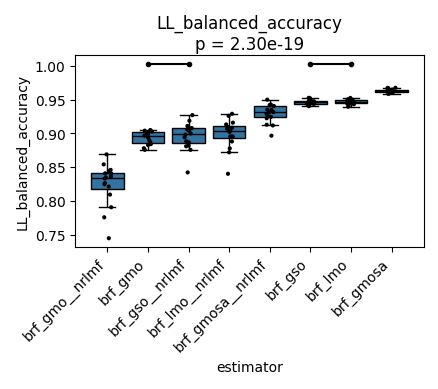 LL_balanced_accuracy
p = 2.30e-19
LL_balanced_accuracy
1.00
0.95
0.90
0.85
0.80
0.75
brf_gmo__nrlmf
brf_gmo
brf_gso__nrlmf
brf_lmo__nrlmf
brf_gmosa__nrlmf
brf_gso
brf_lmo
brf_gmosa
estimator